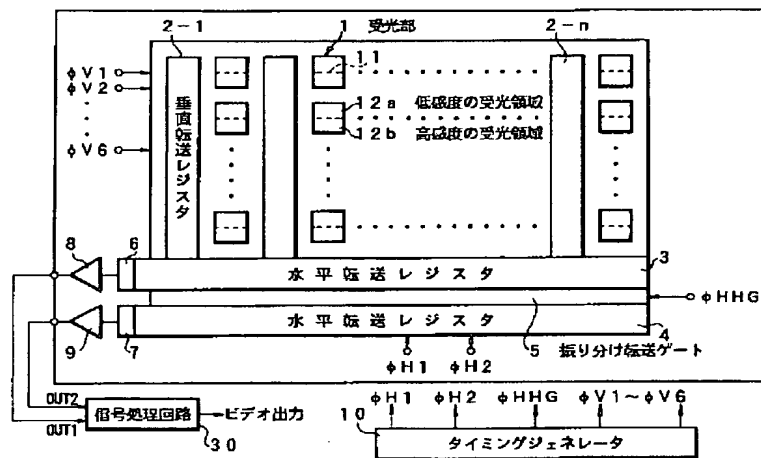 2-1
1 受光部
2-n
11
φV1
φV2
φV6
12a 低感度の受光領域
12b 高感度の受光領域
垂直転送レジスタ
8
6
水平転送レジスタ
3
φHHG
9
7
水平転送レジスタ
4
5 振り分け転送ゲート
φH1 φH2
OUT2
OUT1
信号処理回路
ビデオ出力
30
φH1 φH2 φHHG φV1~φV6
10
タイミングジェネレータ